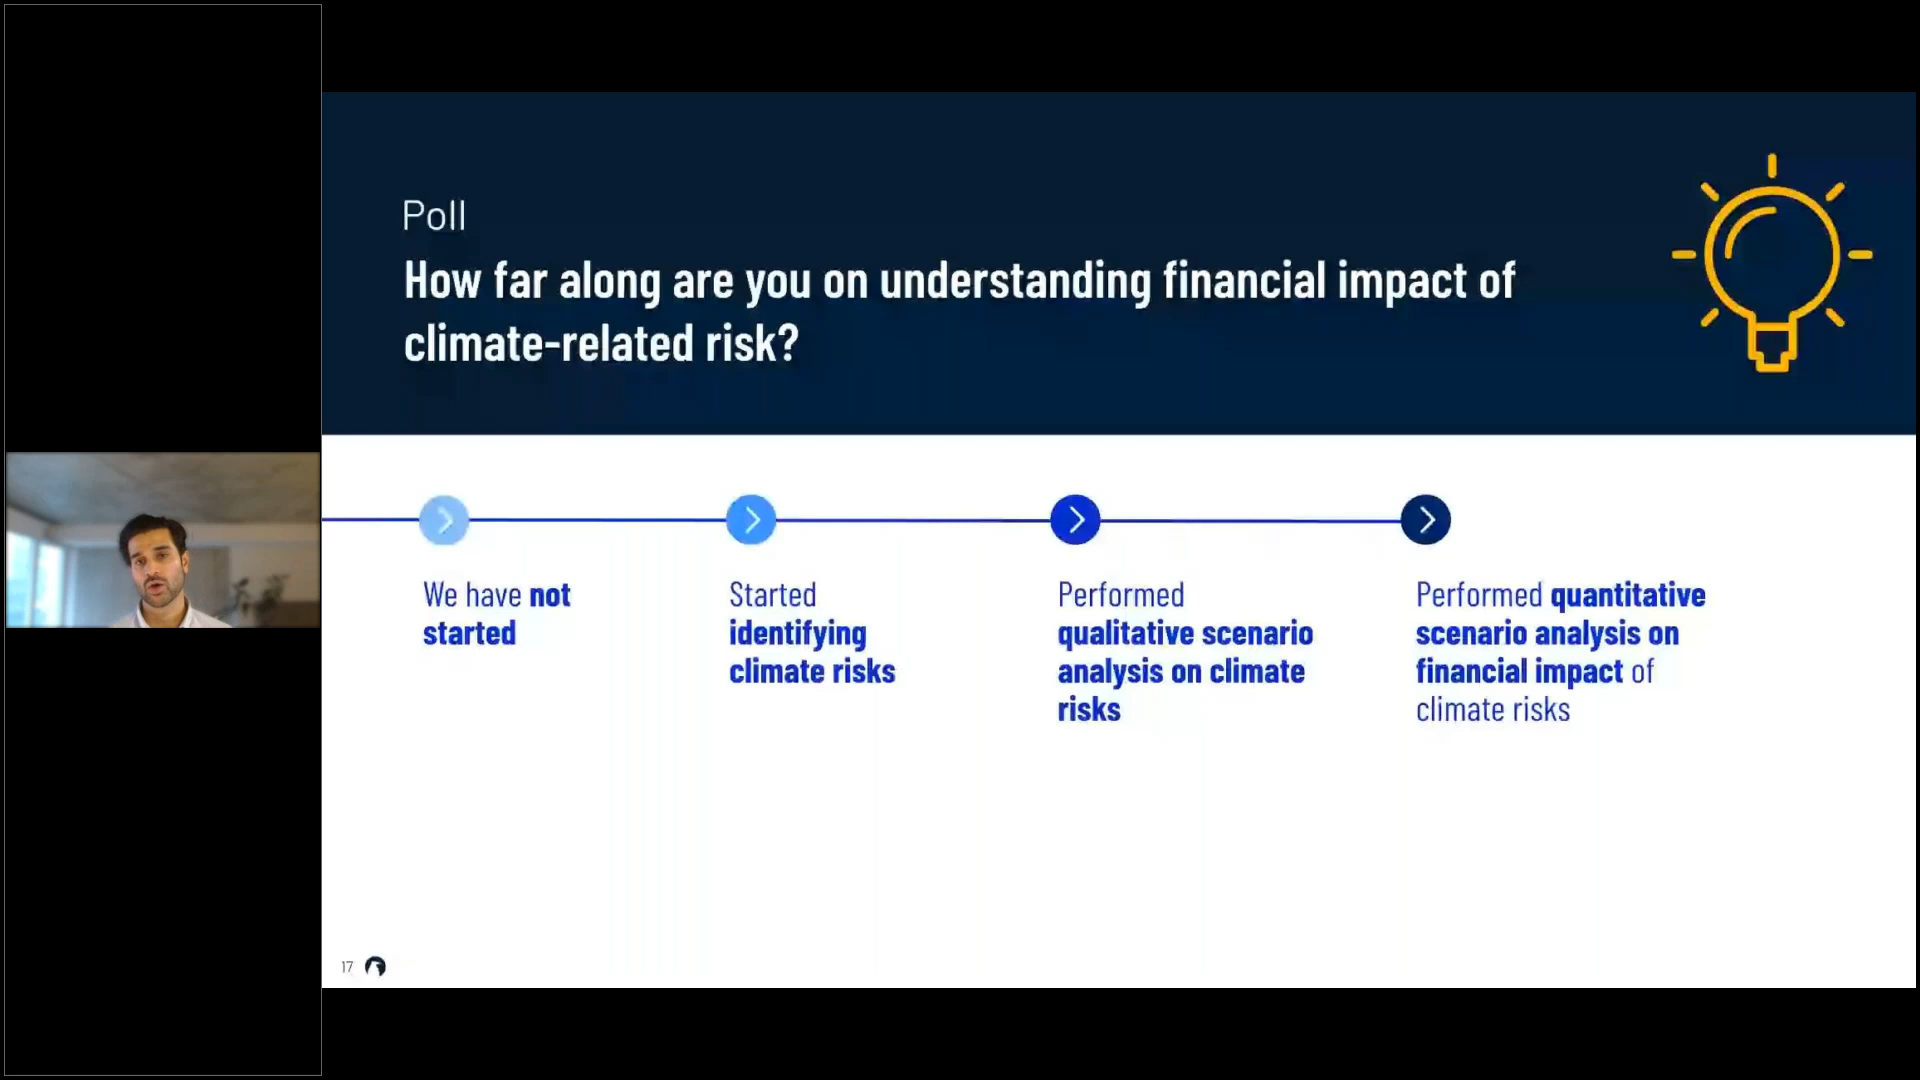 Poll
How far along are you on understanding financial impact of
climate-related risk?
We have not
started
Started
identifying
climate risks
Performed
qualitative scenario
analysis on climate
risks
Performed quantitative
scenario analysis on
financial impact of
climate risks
17